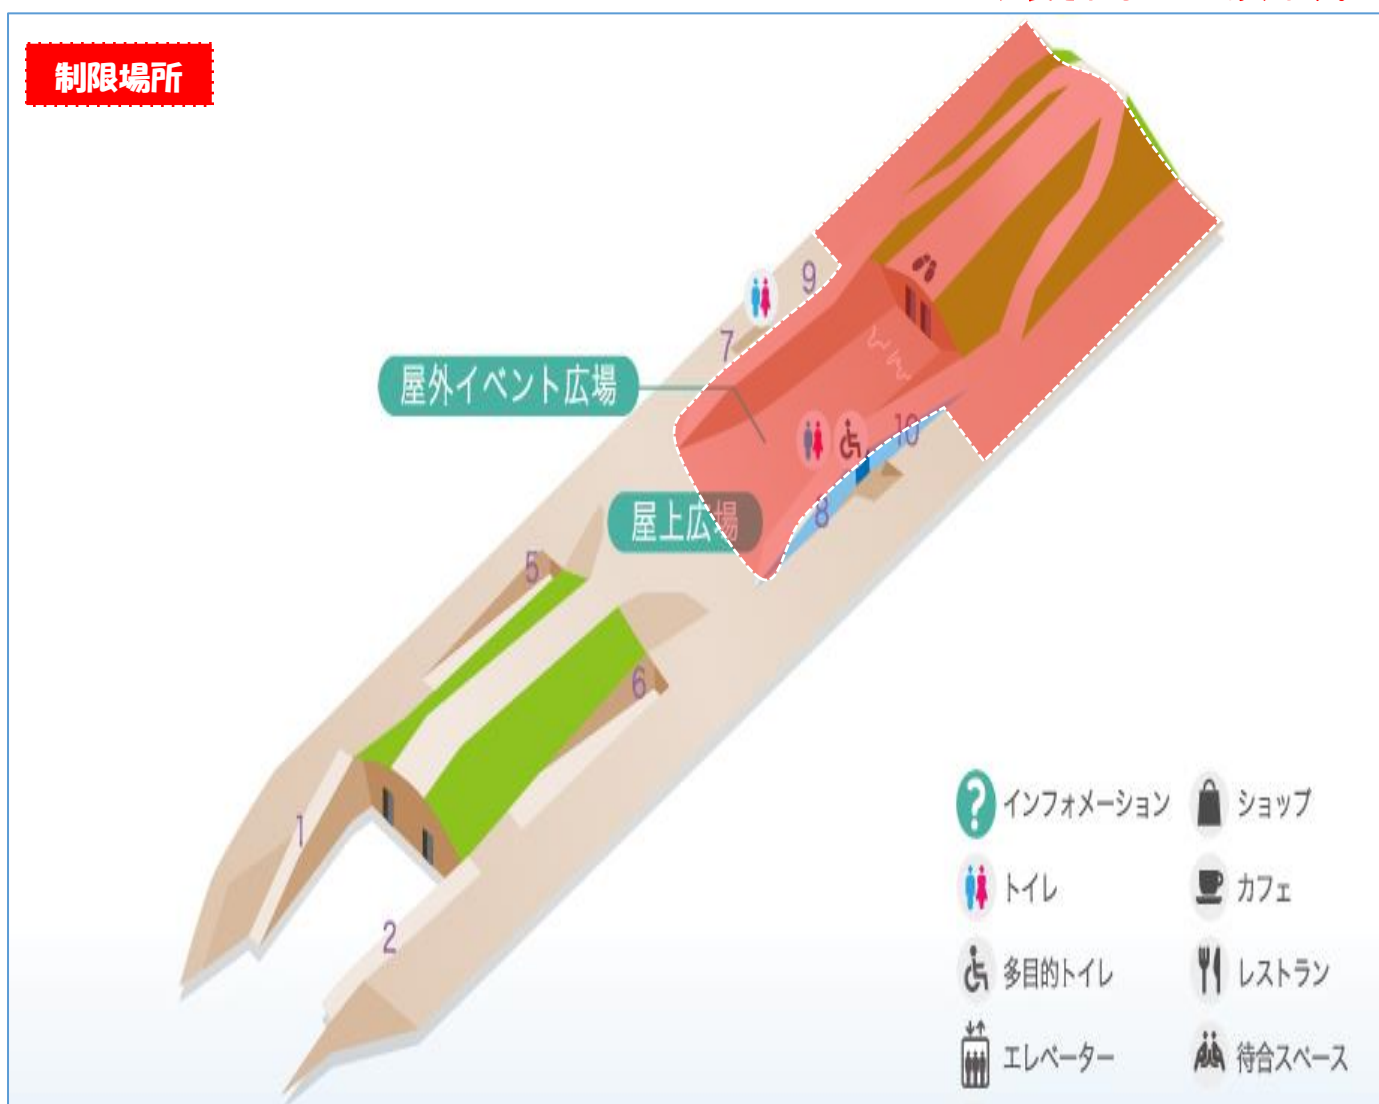 制限場所
9
7
屋外イベント広場
10
屋上広場
8
5
6
1
2
インフォメーション
ショップ
トイレ
カフェ
多目的トイレ
レストラン
エレベーター
待合スペース